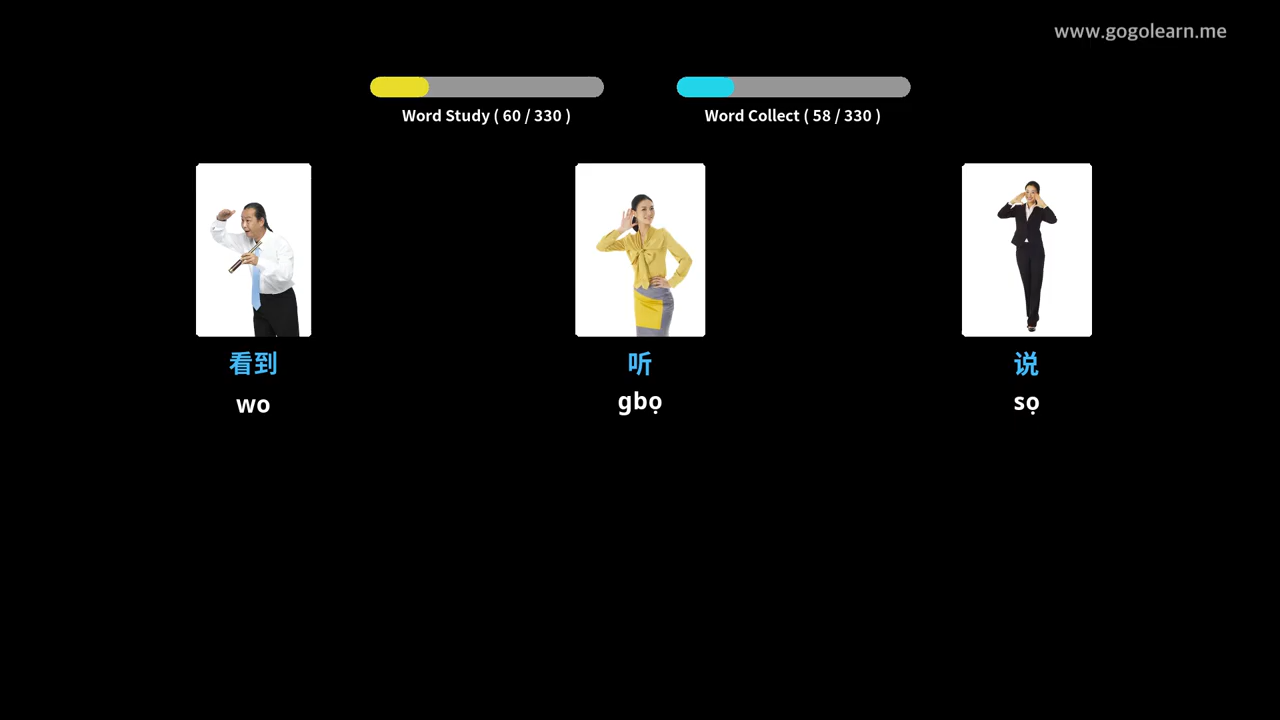 www.gogolearn.me
Word Study ( 60 / 330 )
Word Collect ( 58 / 330 )
看到
听
说
wo
gbọ
sọ